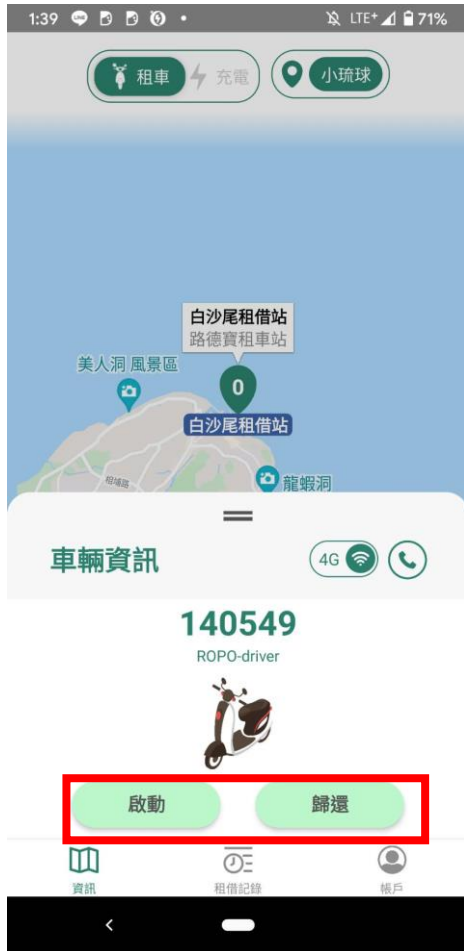 1:39 LTE+ 71%
租車 充電 小琉球
白沙尾租借站
路德寶租車站
美人洞風景區
0
白沙尾租借站
龍蝦洞
相埔路
車輛資訊 4G
140549
ROPO-driver
啟動 歸還
資訊 租借記錄 帳戶